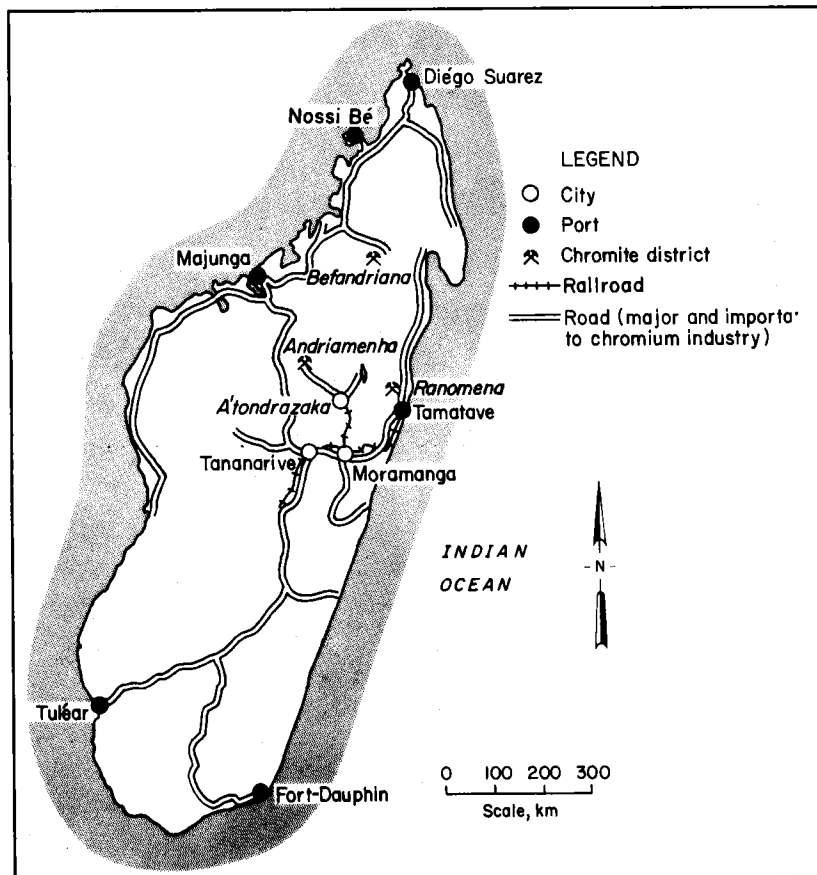 Diégo Suarez
Nossi Bé
LEGEND
City
Port
Chromite district
Railroad
Road (major and importa
to chromium industry)
Majunga
Befandriana
Andriamenha
Ranomena
A'tondrazaka
Tamatave
Tananarive
Moramanga
INDIAN
OCEAN
-N-
Tuléar
Fort-Dauphin
0 100 200 300
Scale, km